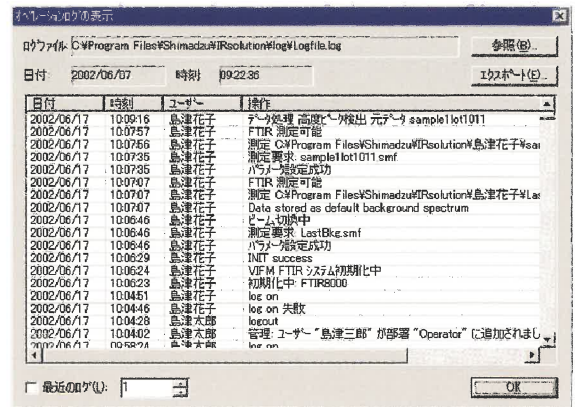 オペレーションログの表示
ログファイル: C:¥Program Files¥Shimadzu¥IRsolution¥log¥Logfile.log 参照(B)...
日付: 2002/06/07 時刻: 09:22:36 エクスポート(E)...
日付 時刻 ユーザー 操作
2002/06/17 10:09:16 島津花子 データ処理 高度ピーク検出 元データ sample1lot1011
2002/06/17 10:07:57 島津花子 FTIR 測定可能
2002/06/17 10:07:56 島津花子 測定 C:¥Program Files¥Shimadzu¥IRsolution¥島津花子¥sa
2002/06/17 10:07:35 島津花子 測定要求: sample1lot1011.smf
2002/06/17 10:07:35 島津花子 パラメータ設定成功
2002/06/17 10:07:07 島津花子 FTIR 測定可能
2002/06/17 10:07:07 島津花子 測定 C:¥Program Files¥Shimadzu¥IRsolution¥島津花子¥Las
2002/06/17 10:07:07 島津花子 Data stored as default background spectrum
2002/06/17 10:06:46 島津花子 ビーム切換中
2002/06/17 10:06:46 島津花子 測定要求: LastBkg.smf
2002/06/17 10:06:46 島津花子 パラメータ設定成功
2002/06/17 10:06:29 島津花子 INIT success
2002/06/17 10:06:24 島津花子 VIFM FTIR システム初期化中
2002/06/17 10:06:23 島津花子 初期化中: FTIR8000
2002/06/17 10:04:51 島津花子 log on
2002/06/17 10:04:46 島津花子 log on 失敗
2002/06/17 10:04:28 島津太郎 logout
2002/06/17 10:04:02 島津太郎 管理: ユーザー "島津三郎" が部署 "Operator" に追加されまし
2002/06/17 09:58:24 島津太郎 log on
最近のログ(L): 1 OK